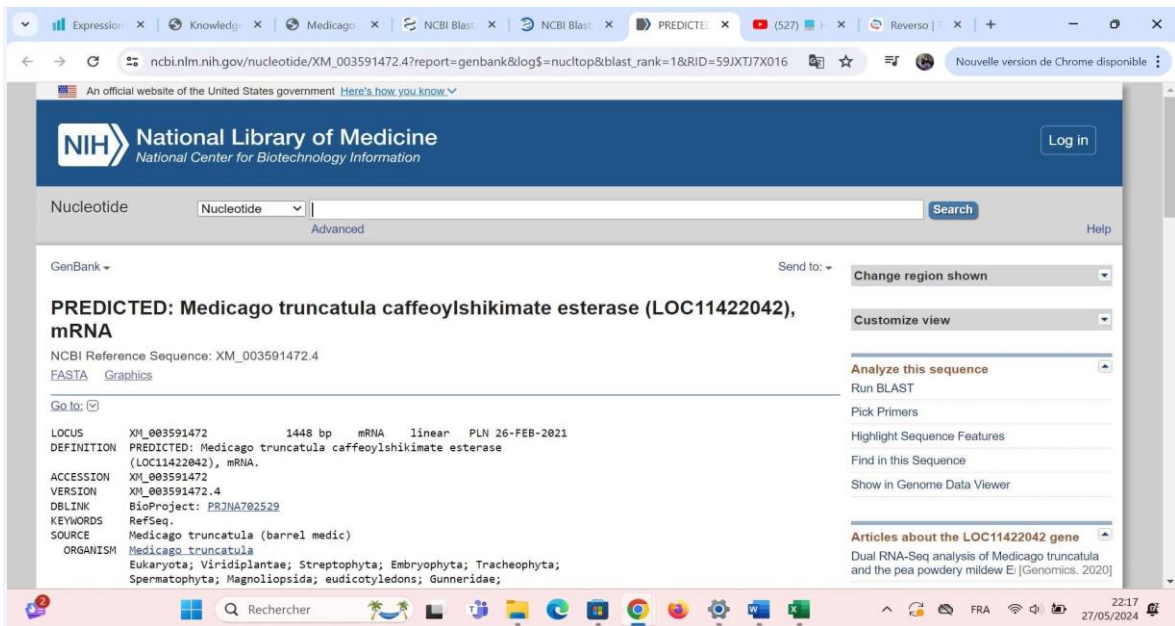 Expression
Knowledg
Medicago
NCBI Blast
NCBI Blast
PREDICTE
(527)
Reverso |
ncbi.nlm.nih.gov/nucleotide/XM_003591472.4?report=genbank&log$=nucltop&blast_rank=1&RID=59JXTJ7X016
Nouvelle version de Chrome disponible
An official website of the United States government Here's how you know
NIH National Library of Medicine
National Center for Biotechnology Information
Log in
Nucleotide
Nucleotide
Search
Advanced
Help
GenBank
Send to:
PREDICTED: Medicago truncatula caffeoylshikimate esterase (LOC11422042),
mRNA
NCBI Reference Sequence: XM_003591472.4
FASTA Graphics
Go to:
LOCUS XM_003591472 1448 bp mRNA linear PLN 26-FEB-2021
DEFINITION PREDICTED: Medicago truncatula caffeoylshikimate esterase
(LOC11422042), mRNA.
ACCESSION XM_003591472
VERSION XM_003591472.4
DBLINK BioProject: PRJNA702529
KEYWORDS RefSeq.
SOURCE Medicago truncatula (barrel medic)
ORGANISM Medicago truncatula
Eukaryota; Viridiplantae; Streptophyta; Embryophyta; Tracheophyta;
Spermatophyta; Magnoliopsida; eudicotyledons; Gunneridae;
Change region shown
Customize view
Analyze this sequence
Run BLAST
Pick Primers
Highlight Sequence Features
Find in this Sequence
Show in Genome Data Viewer
Articles about the LOC11422042 gene
Dual RNA-Seq analysis of Medicago truncatula
and the pea powdery mildew E [Genomics. 2020]
2
Rechercher
FRA
22:17
27/05/2024